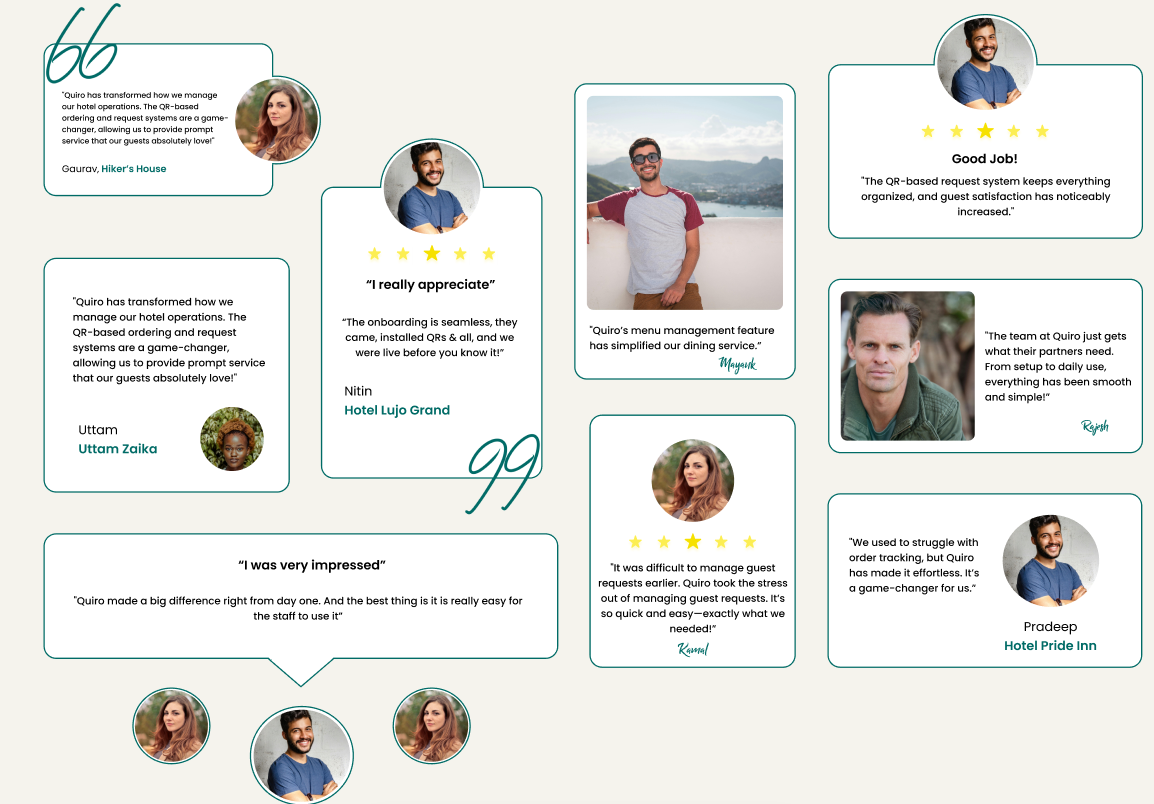 66
"Quiro has transformed how we manage
our hotel operations. The QR-based
ordering and request systems are a game-
changer, allowing us to provide prompt
service that our guests absolutely love!"
Gaurav, Hiker's House
"Quiro has transformed how we
manage our hotel operations. The
QR-based ordering and request
systems are a game-changer,
allowing us to provide prompt service
that our guests absolutely love!"
Uttam
Uttam Zaika
“I really appreciate”
“The onboarding is seamless, they
came, installed QRs & all, and we
were live before you know it!”
Nitin
Hotel Lujo Grand
99
“I was very impressed”
"Quiro made a big difference right from day one. And the best thing is it is really easy for
the staff to use it”
"Quiro’s menu management feature
has simplified our dining service.”
Mayank
"It was difficult to manage guest
requests earlier. Quiro took the stress
out of managing guest requests. It’s
so quick and easy—exactly what we
needed!”
Kamal
Good Job!
"The QR-based request system keeps everything
organized, and guest satisfaction has noticeably
increased."
"The team at Quiro just gets
what their partners need.
From setup to daily use,
everything has been smooth
and simple!”
Rajesh
"We used to struggle with
order tracking, but Quiro
has made it effortless. It’s
a game-changer for us.”
Pradeep
Hotel Pride Inn